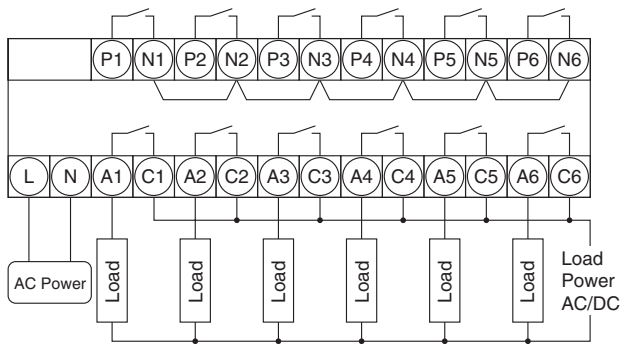 P1 N1 P2 N2 P3 N3 P4 N4 P5 N5 P6 N6
L N A1 C1 A2 C2 A3 C3 A4 C4 A5 C5 A6 C6
AC Power
Load
Load
Load
Load
Load
Load
Load
Power
AC/DC